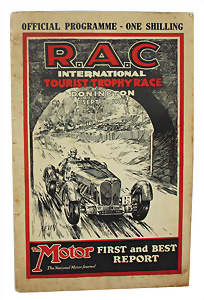 OFFICIAL PROGRAMME - ONE SHILLING
R.A.C
INTERNATIONAL
TOURIST TROPHY RACE
DONINGTON
SEPT
The Motor FIRST and BEST
The National Motor Journal
REPORT